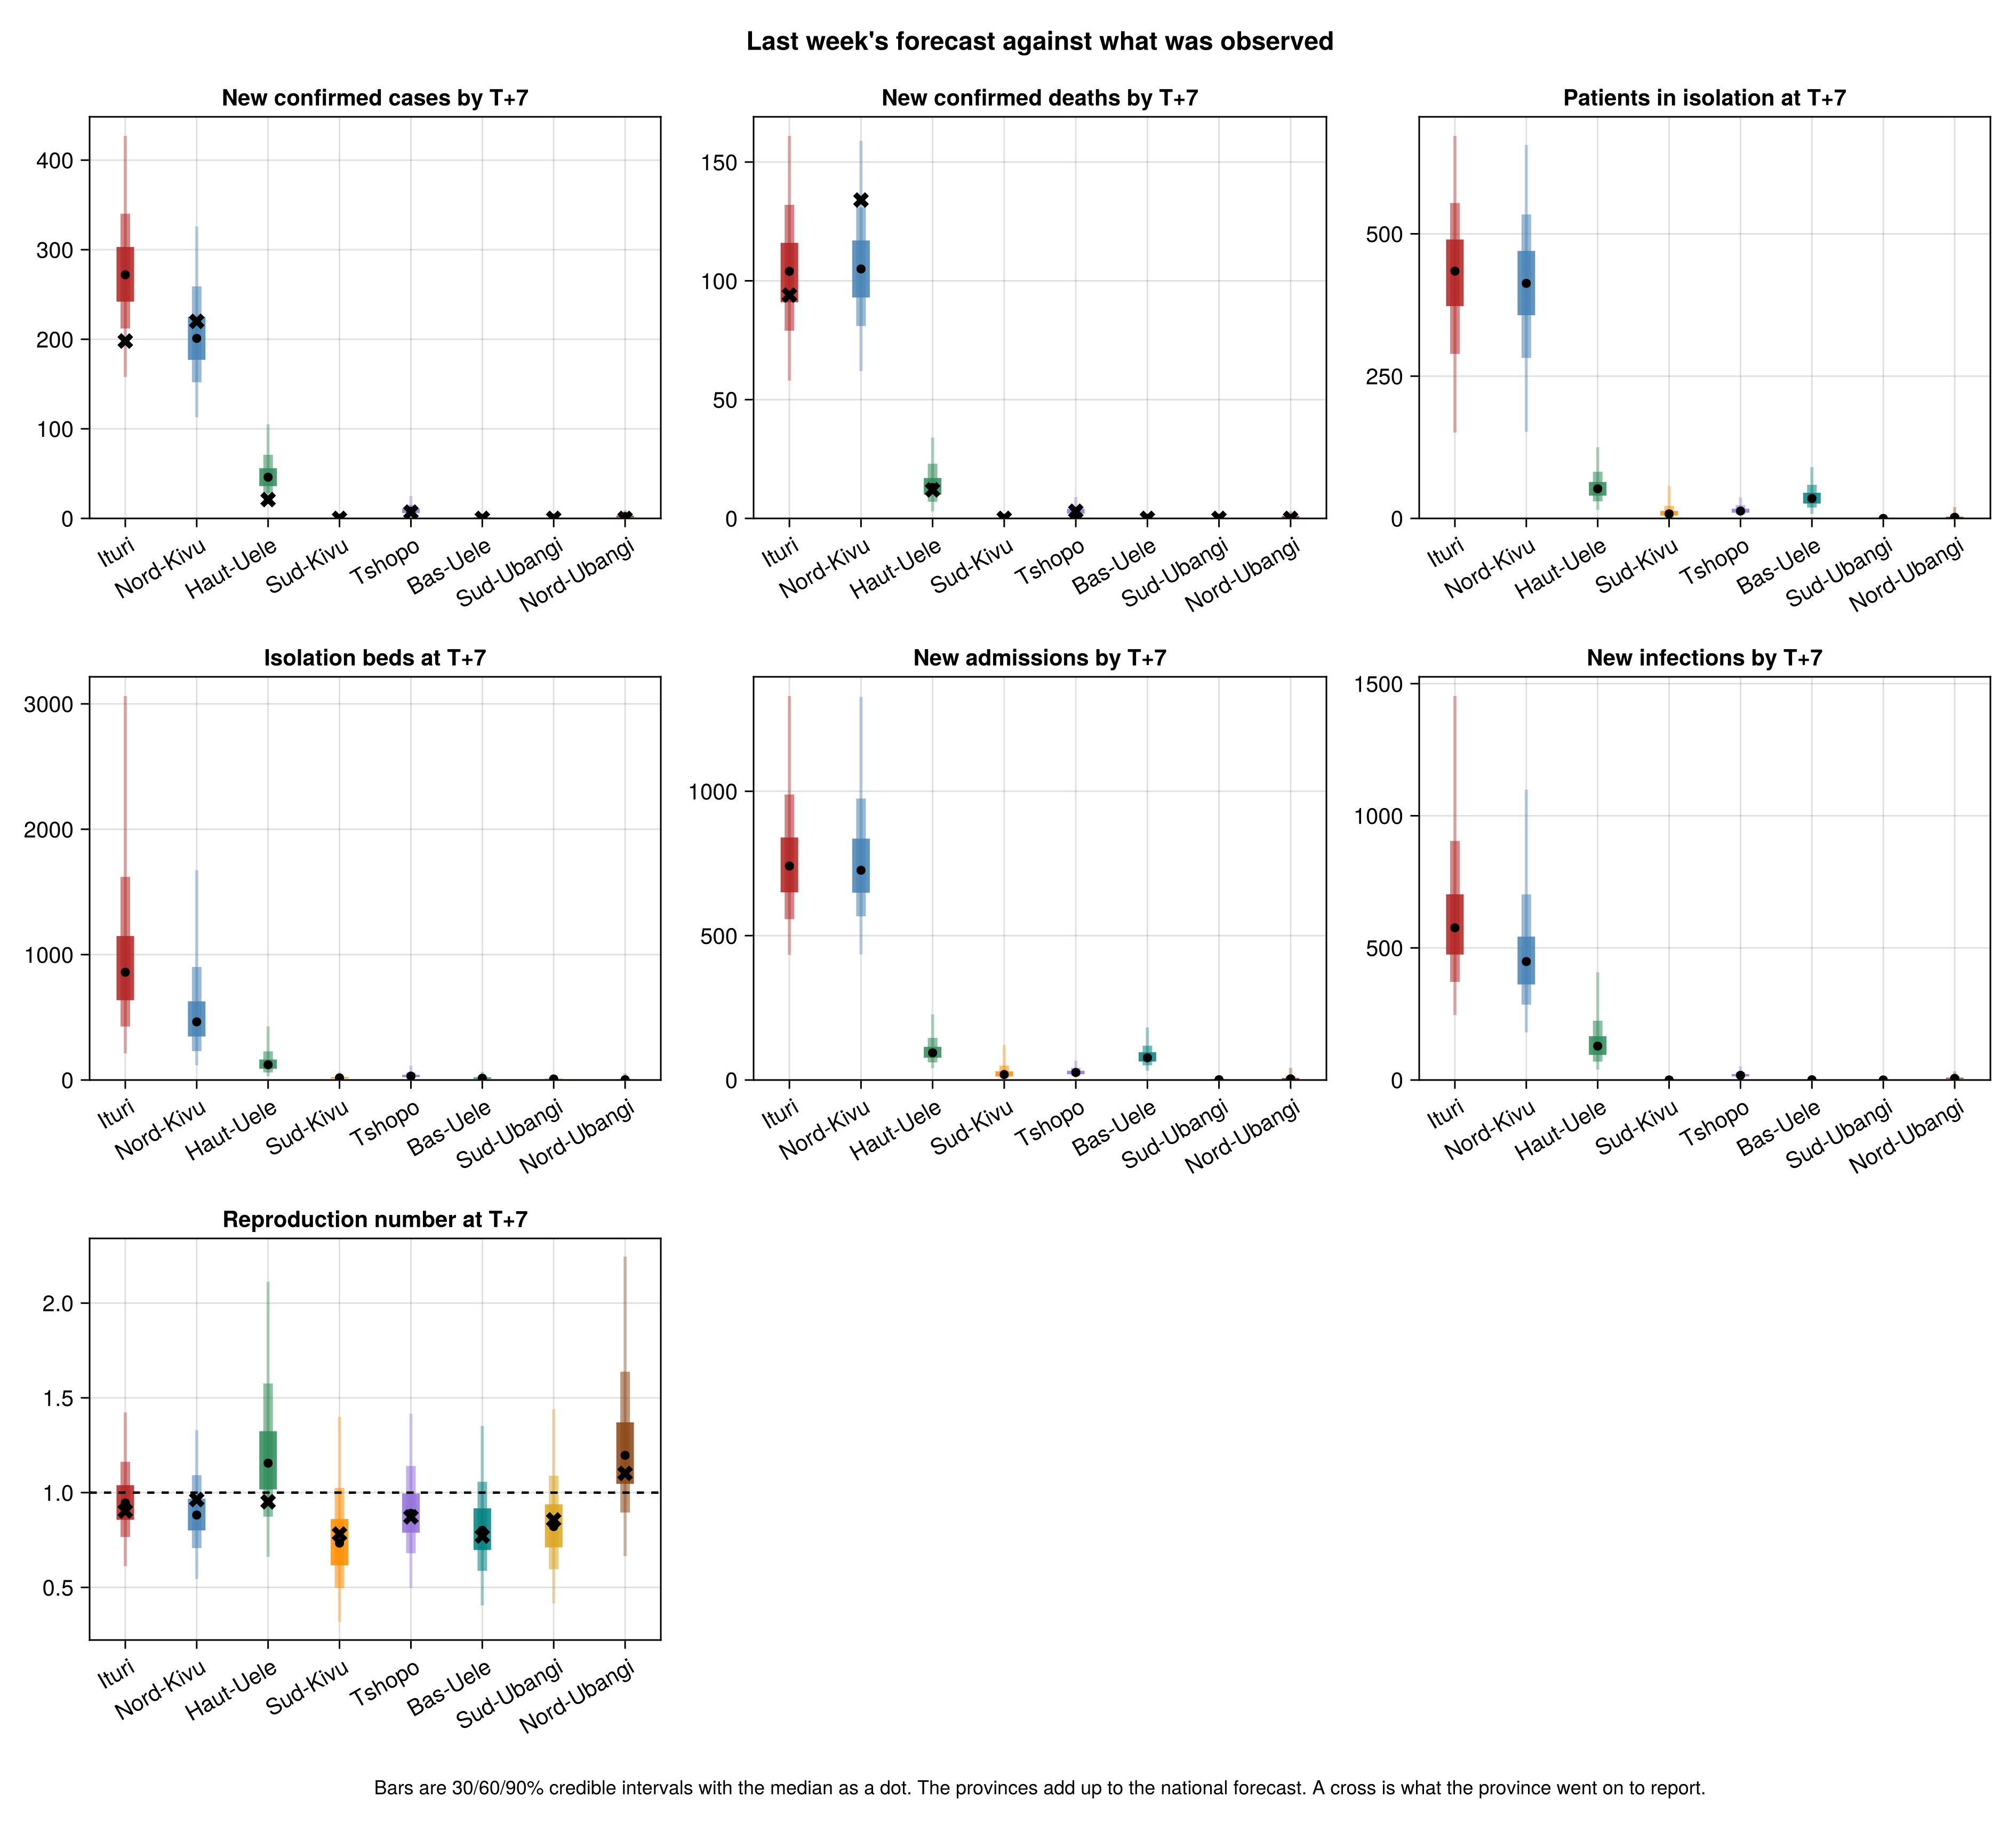 Last week's forecast against what was observed
New confirmed cases by T+7
400
300
200
100
0
Ituri
Nord-Kivu
Haut-Uele
Sud-Kivu
Tshopo
Bas-Uele
Sud-Ubangi
Nord-Ubangi
New confirmed deaths by T+7
150
100
50
0
Ituri
Nord-Kivu
Haut-Uele
Sud-Kivu
Tshopo
Bas-Uele
Sud-Ubangi
Nord-Ubangi
Patients in isolation at T+7
500
250
0
Ituri
Nord-Kivu
Haut-Uele
Sud-Kivu
Tshopo
Bas-Uele
Sud-Ubangi
Nord-Ubangi
Isolation beds at T+7
3000
2000
1000
0
Ituri
Nord-Kivu
Haut-Uele
Sud-Kivu
Tshopo
Bas-Uele
Sud-Ubangi
Nord-Ubangi
New admissions by T+7
1000
500
0
Ituri
Nord-Kivu
Haut-Uele
Sud-Kivu
Tshopo
Bas-Uele
Sud-Ubangi
Nord-Ubangi
New infections by T+7
1500
1000
500
0
Ituri
Nord-Kivu
Haut-Uele
Sud-Kivu
Tshopo
Bas-Uele
Sud-Ubangi
Nord-Ubangi
Reproduction number at T+7
2.0
1.5
1.0
0.5
Ituri
Nord-Kivu
Haut-Uele
Sud-Kivu
Tshopo
Bas-Uele
Sud-Ubangi
Nord-Ubangi
Bars are 30/60/90% credible intervals with the median as a dot. The provinces add up to the national forecast. A cross is what the province went on to report.